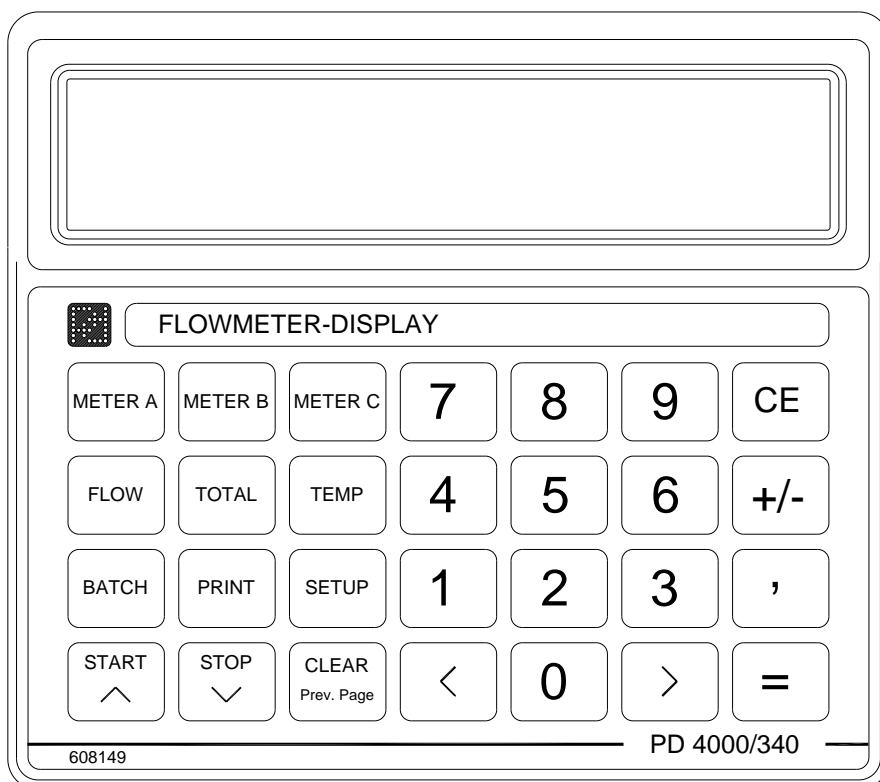 FLOWMETER-DISPLAY
METER A METER B METER C 7 8 9 CE
FLOW TOTAL TEMP 4 5 6 +/-
BATCH PRINT SETUP 1 2 3 ,
START STOP CLEAR < 0 > =
Prev. Page
PD 4000/340
608149